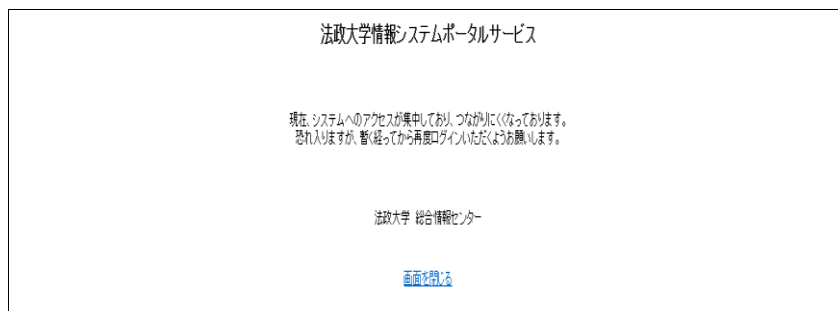 法政大学情報システムポータルサービス
現在、システムへのアクセスが集中しており、つながりにくくなっております。
恐れ入りますが、暫く経ってから再度ログインいただくようお願いします。
法政大学 総合情報センター
画面を閉じる